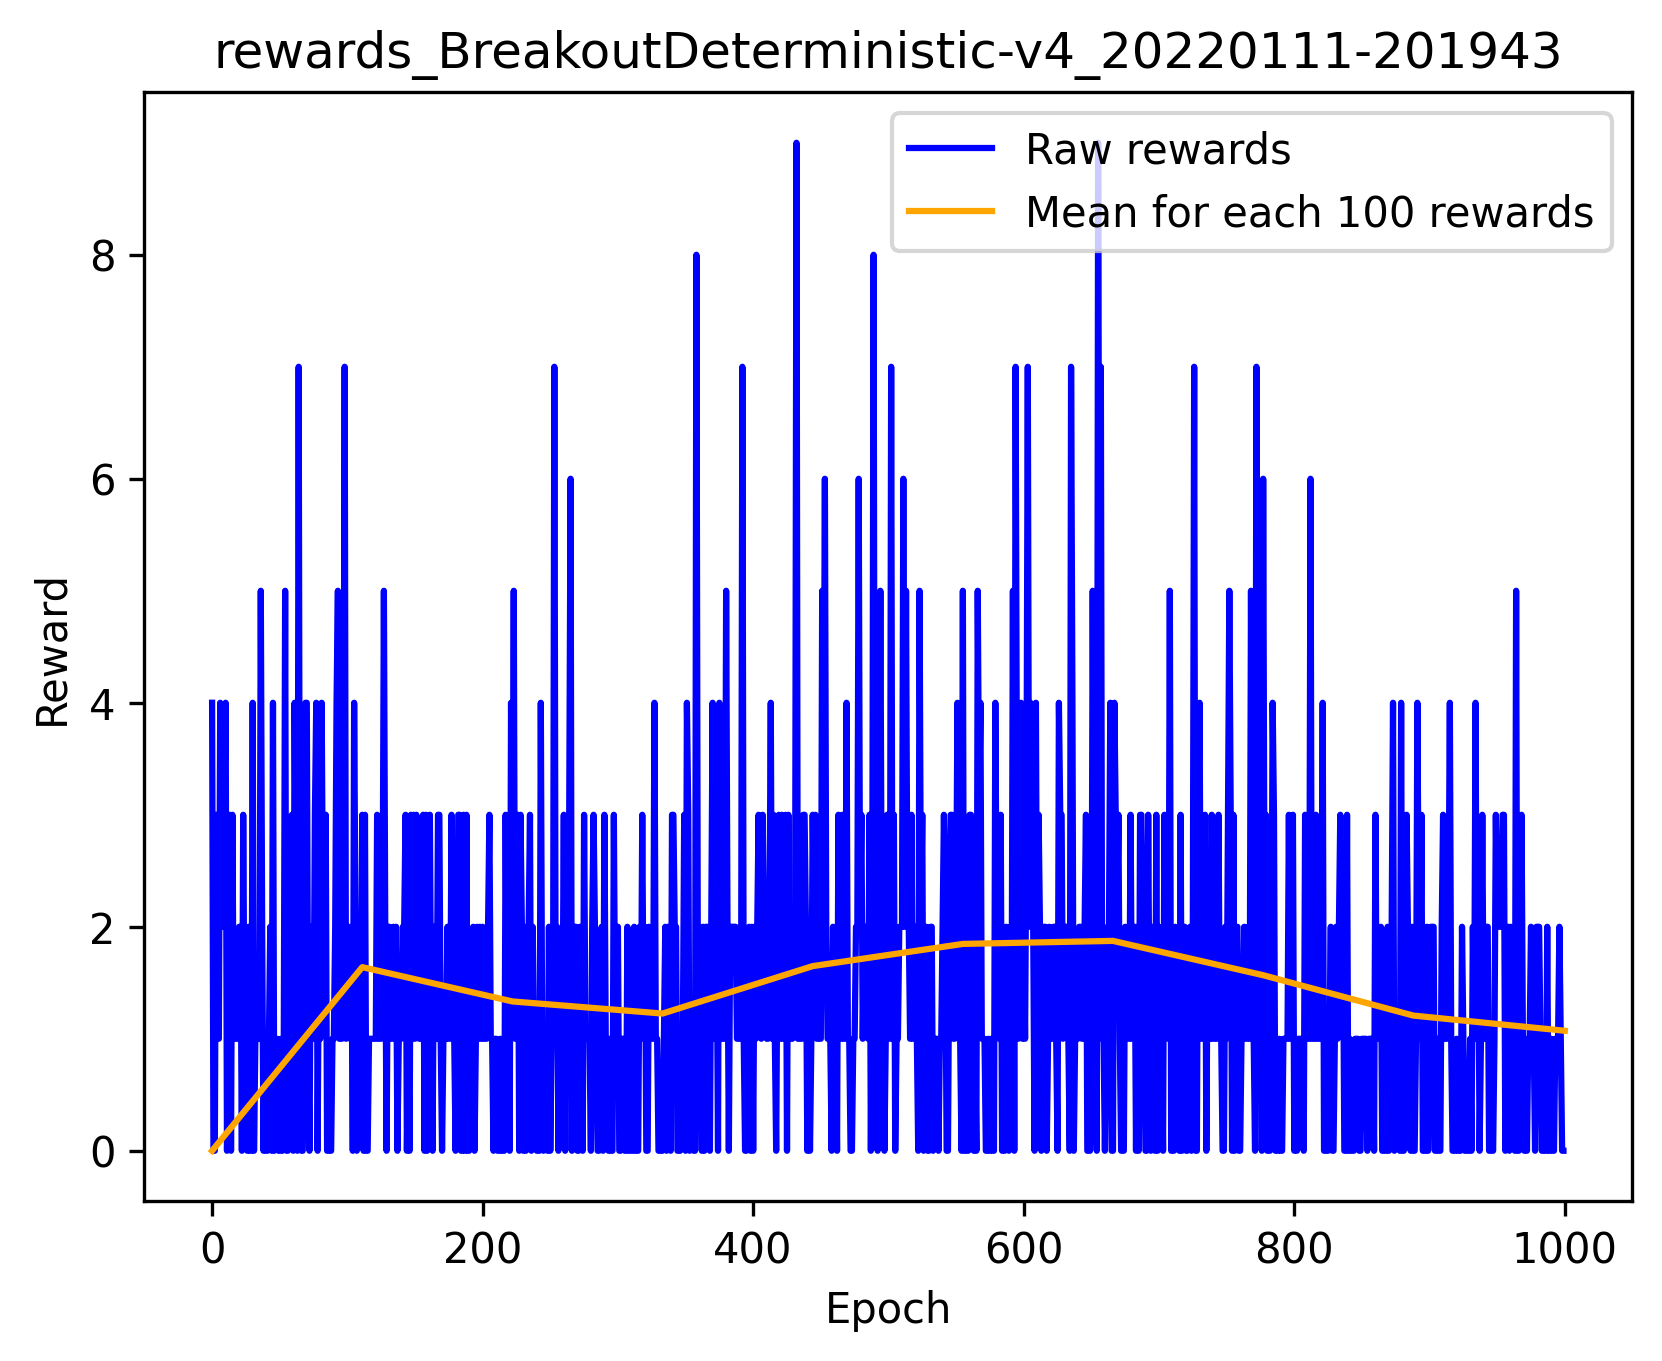 rewards_BreakoutDeterministic-v4_20220111-201943
Raw rewards
Mean for each 100 rewards
Reward
8
6
4
2
0
0 200 400 600 800 1000
Epoch